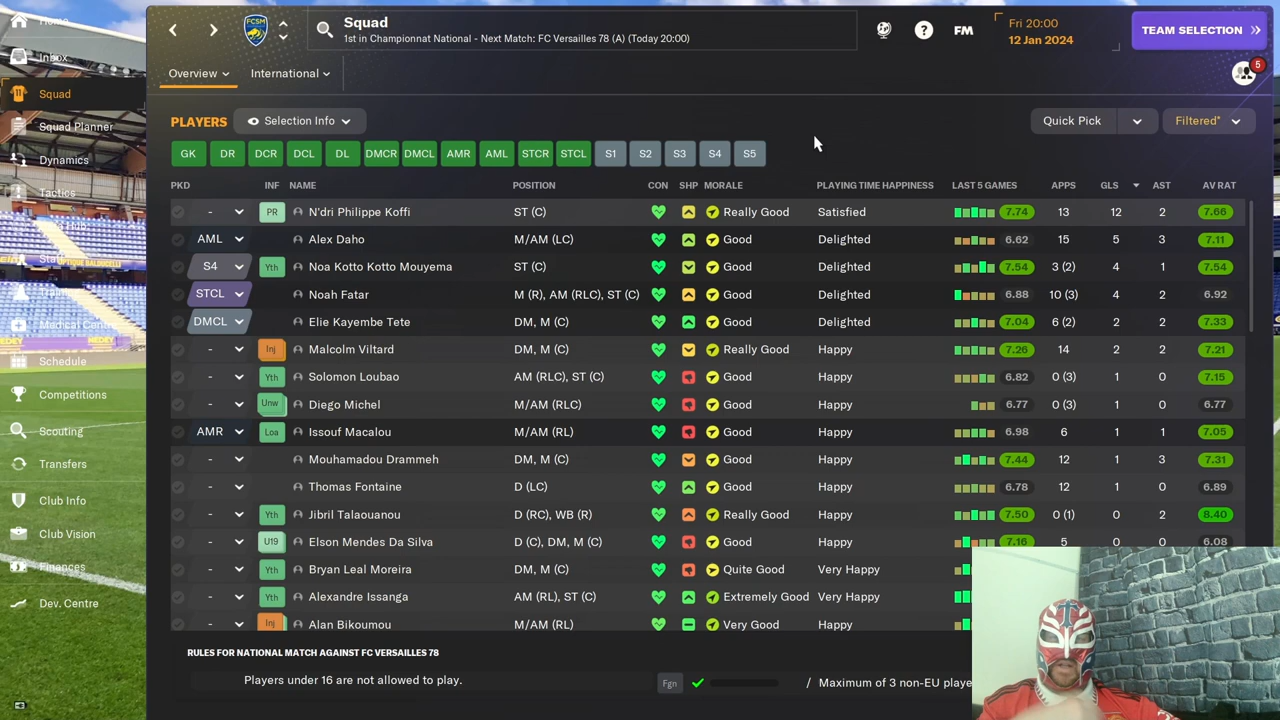 Home
FCSM
Squad
1st in Championnat National - Next Match: FC Versailles 78 (A) (Today 20:00)
?
FM
Fri 20:00
12 Jan 2024
TEAM SELECTION
Inbox
Overview
International
5
Squad
Squad Planner
Dynamics
Tactics
Medical Centre
Schedule
Competitions
Scouting
Transfers
Club Info
Club Vision
Finances
Dev. Centre
PLAYERS
Selection Info
Quick Pick
Filtered*
GK DR DCR DCL DL DMCR DMCL AMR AML STCR STCL S1 S2 S3 S4 S5
PKD INF NAME POSITION CON SHP MORALE PLAYING TIME HAPPINESS LAST 5 GAMES APPS GLS AST AV RAT
- PR N'dri Philippe Koffi ST (C) Really Good Satisfied 7.74 13 12 2 7.66
AML Alex Daho M/AM (LC) Good Delighted 6.62 15 5 3 7.11
S4 Yth Noa Kotto Kotto Mouyema ST (C) Good Delighted 7.54 3 (2) 4 1 7.54
STCL Noah Fatar M (R), AM (RLC), ST (C) Good Delighted 6.88 10 (3) 4 2 6.92
DMCL Elie Kayembe Tete DM, M (C) Good Delighted 7.04 6 (2) 2 2 7.33
- Inj Malcolm Viltard DM, M (C) Really Good Happy 7.26 14 2 2 7.21
- Yth Solomon Loubao AM (RLC), ST (C) Good Happy 6.82 0 (3) 1 0 7.15
- Unw Diego Michel M/AM (RLC) Good Happy 6.77 0 (3) 1 0 6.77
AMR Loa Issouf Macalou M/AM (RL) Good Happy 6.98 6 1 1 7.05
- Mouhamadou Drammeh DM, M (C) Good Happy 7.44 12 1 3 7.31
- Thomas Fontaine D (LC) Good Happy 6.78 12 1 0 6.89
- Yth Jibril Talaouanou D (RC), WB (R) Really Good Happy 7.50 0 (1) 0 2 8.40
- U19 Elson Mendes Da Silva D (C), DM, M (C) Good Happy 7.16 5 0 0 6.08
- Yth Bryan Leal Moreira DM, M (C) Quite Good Very Happy
- Yth Alexandre Issanga AM (RL), ST (C) Extremely Good Very Happy
- Inj Alan Bikoumou M/AM (RL) Very Good Happy
RULES FOR NATIONAL MATCH AGAINST FC VERSAILLES 78
Players under 16 are not allowed to play.
Fgn / Maximum of 3 non-EU playe